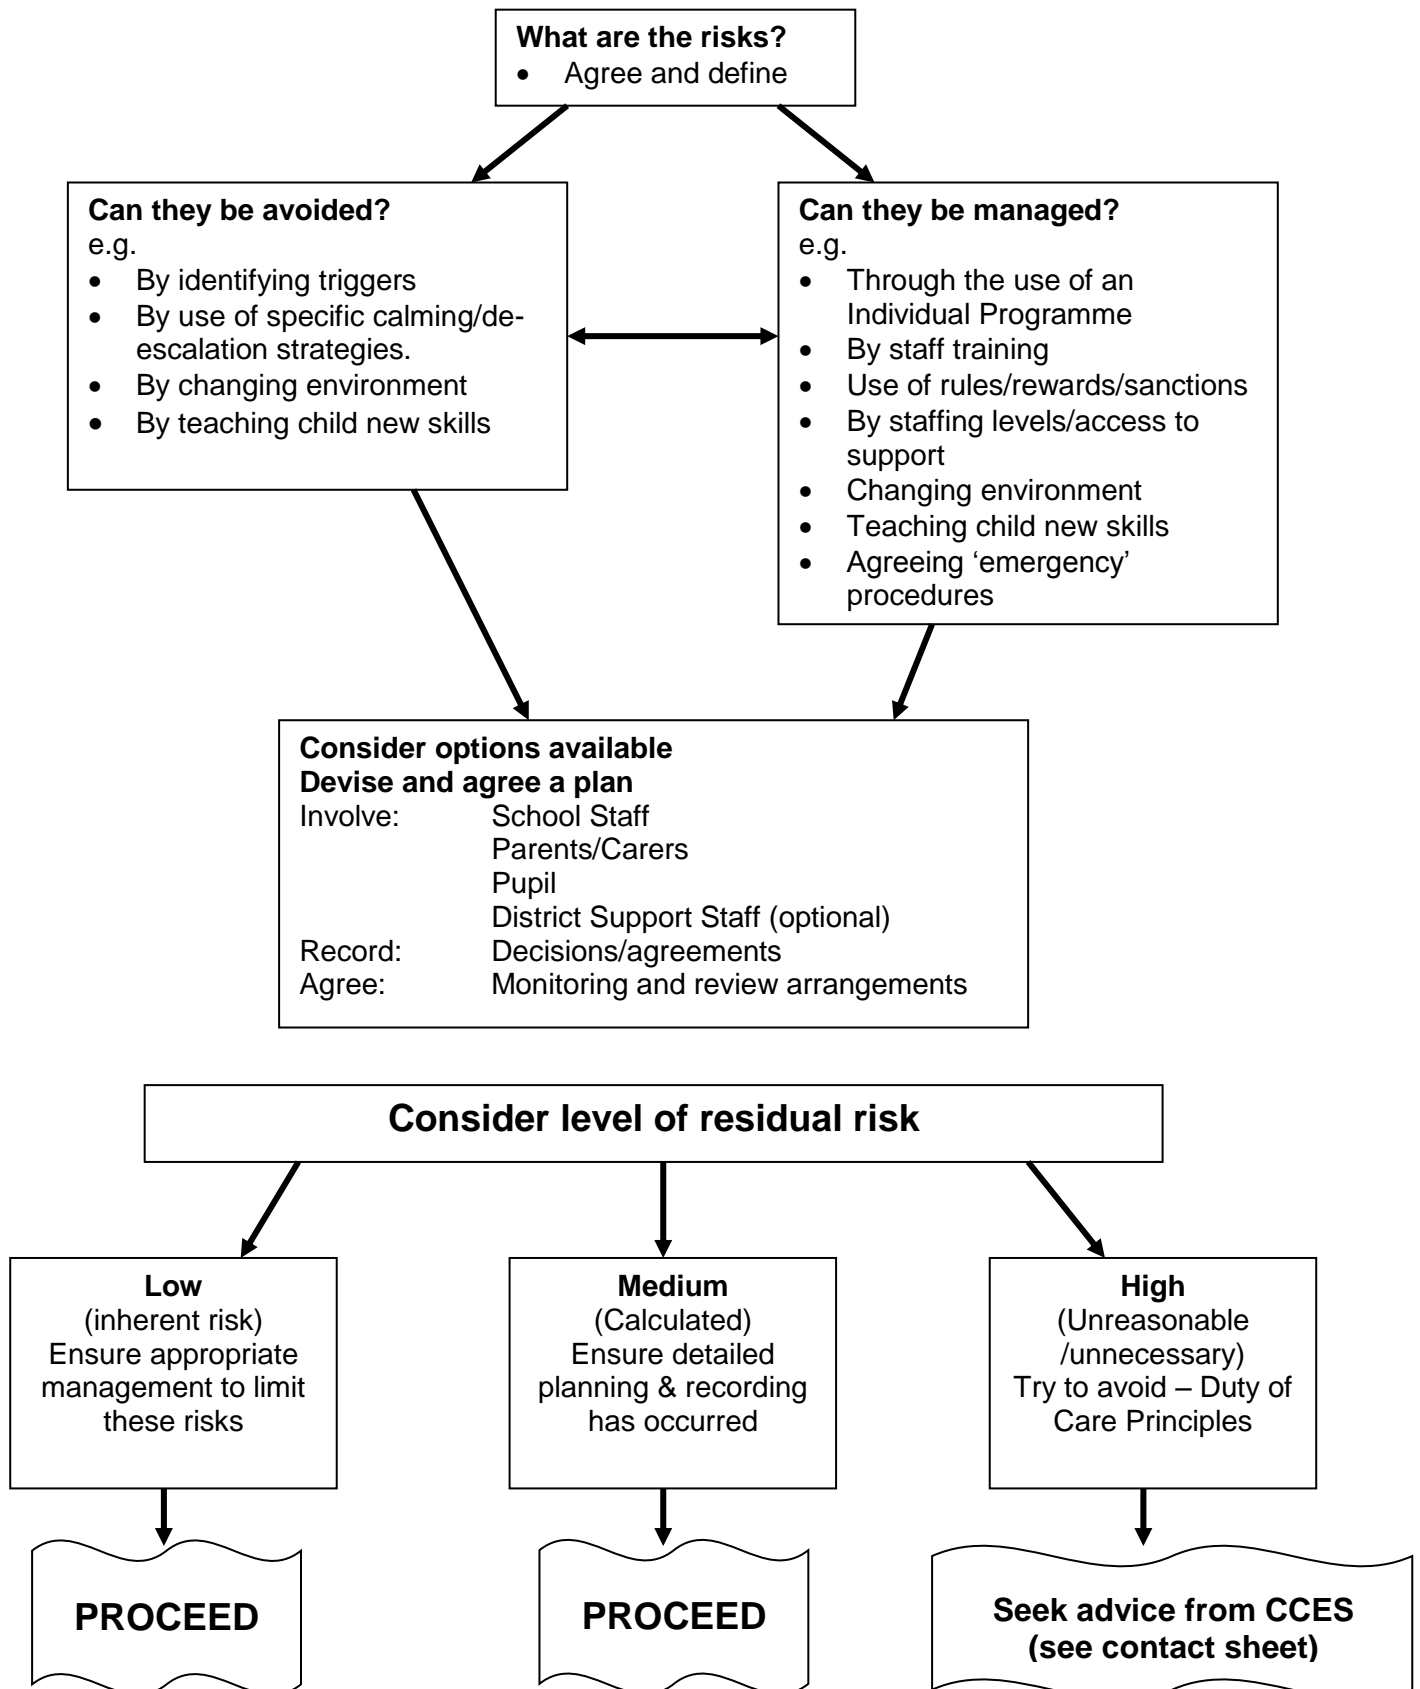 What are the risks?
• Agree and define
Can they be avoided?
e.g.
• By identifying triggers
• By use of specific calming/de-
escalation strategies.
• By changing environment
• By teaching child new skills
Can they be managed?
e.g.
• Through the use of an
Individual Programme
• By staff training
• Use of rules/rewards/sanctions
• By staffing levels/access to
support
• Changing environment
• Teaching child new skills
• Agreeing ‘emergency’
procedures
Consider options available
Devise and agree a plan
Involve: School Staff
Parents/Carers
Pupil
District Support Staff (optional)
Record: Decisions/agreements
Agree: Monitoring and review arrangements
Consider level of residual risk
Low
(inherent risk)
Ensure appropriate
management to limit
these risks
Medium
(Calculated)
Ensure detailed
planning & recording
has occurred
High
(Unreasonable
/unnecessary)
Try to avoid – Duty of
Care Principles
PROCEED
PROCEED
Seek advice from CCES
(see contact sheet)